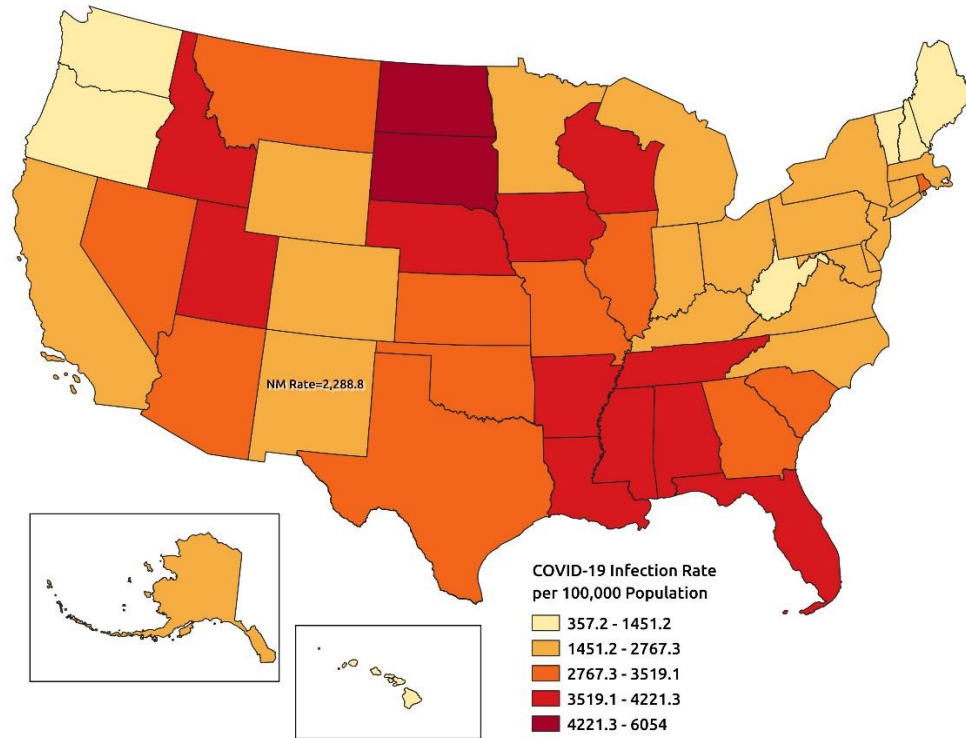 NM Rate=2,288.8
COVID-19 Infection Rate
per 100,000 Population
357.2 - 1451.2
1451.2 - 2767.3
2767.3 - 3519.1
3519.1 - 4221.3
4221.3 - 6054